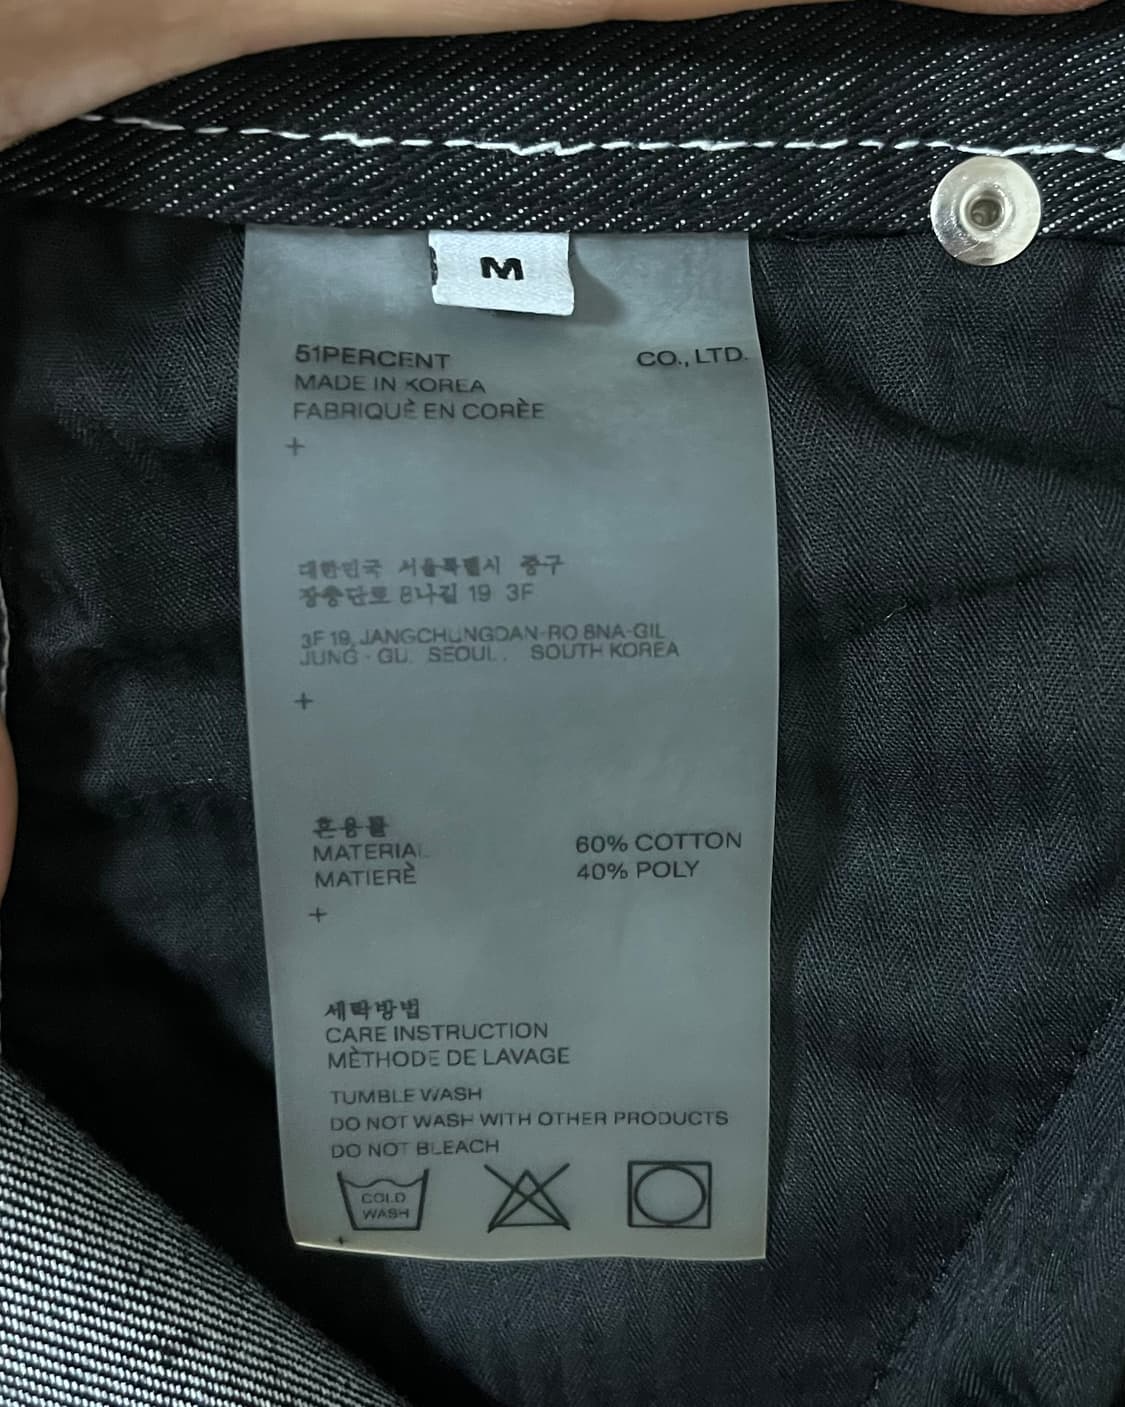 M
51PERCENT CO., LTD.
MADE IN KOREA
FABRIQUÈ EN CORÈE
+
대한민국 서울특별시 중구
장충단로 8나길 19 3F
3F 19, JANGCHUNGDAN-RO 8NA-GIL
JUNG - GU. SEOUL. SOUTH KOREA
+
혼용률
MATERIAL 60% COTTON
MATIERÈ 40% POLY
+
세탁방법
CARE INSTRUCTION
MÈTHODE DE LAVAGE
TUMBLE WASH
DO NOT WASH WITH OTHER PRODUCTS
DO NOT BLEACH
COLD
WASH
+